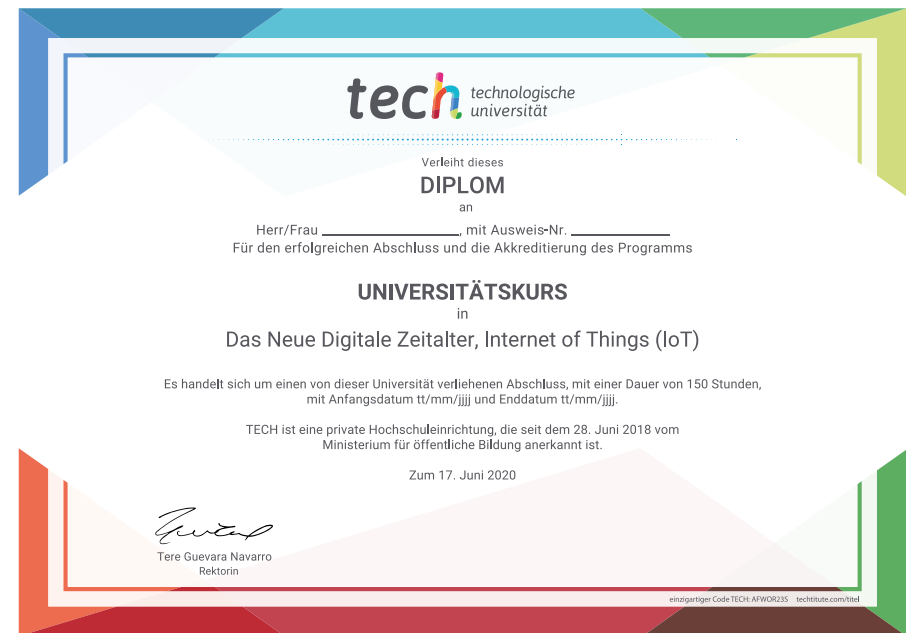 tech technologische
universität
Verleiht dieses
DIPLOM
an
Herr/Frau ____________________, mit Ausweis-Nr. ______________
Für den erfolgreichen Abschluss und die Akkreditierung des Programms
UNIVERSITÄTSKURS
in
Das Neue Digitale Zeitalter, Internet of Things (IoT)
Es handelt sich um einen von dieser Universität verliehenen Abschluss, mit einer Dauer von 150 Stunden,
mit Anfangsdatum tt/mm/jjjj und Enddatum tt/mm/jjjj.
TECH ist eine private Hochschuleinrichtung, die seit dem 28. Juni 2018 vom
Ministerium für öffentliche Bildung anerkannt ist.
Zum 17. Juni 2020
Tere Guevara Navarro
Rektorin
einzigartiger Code TECH: AFWOR23S techtitute.com/titel